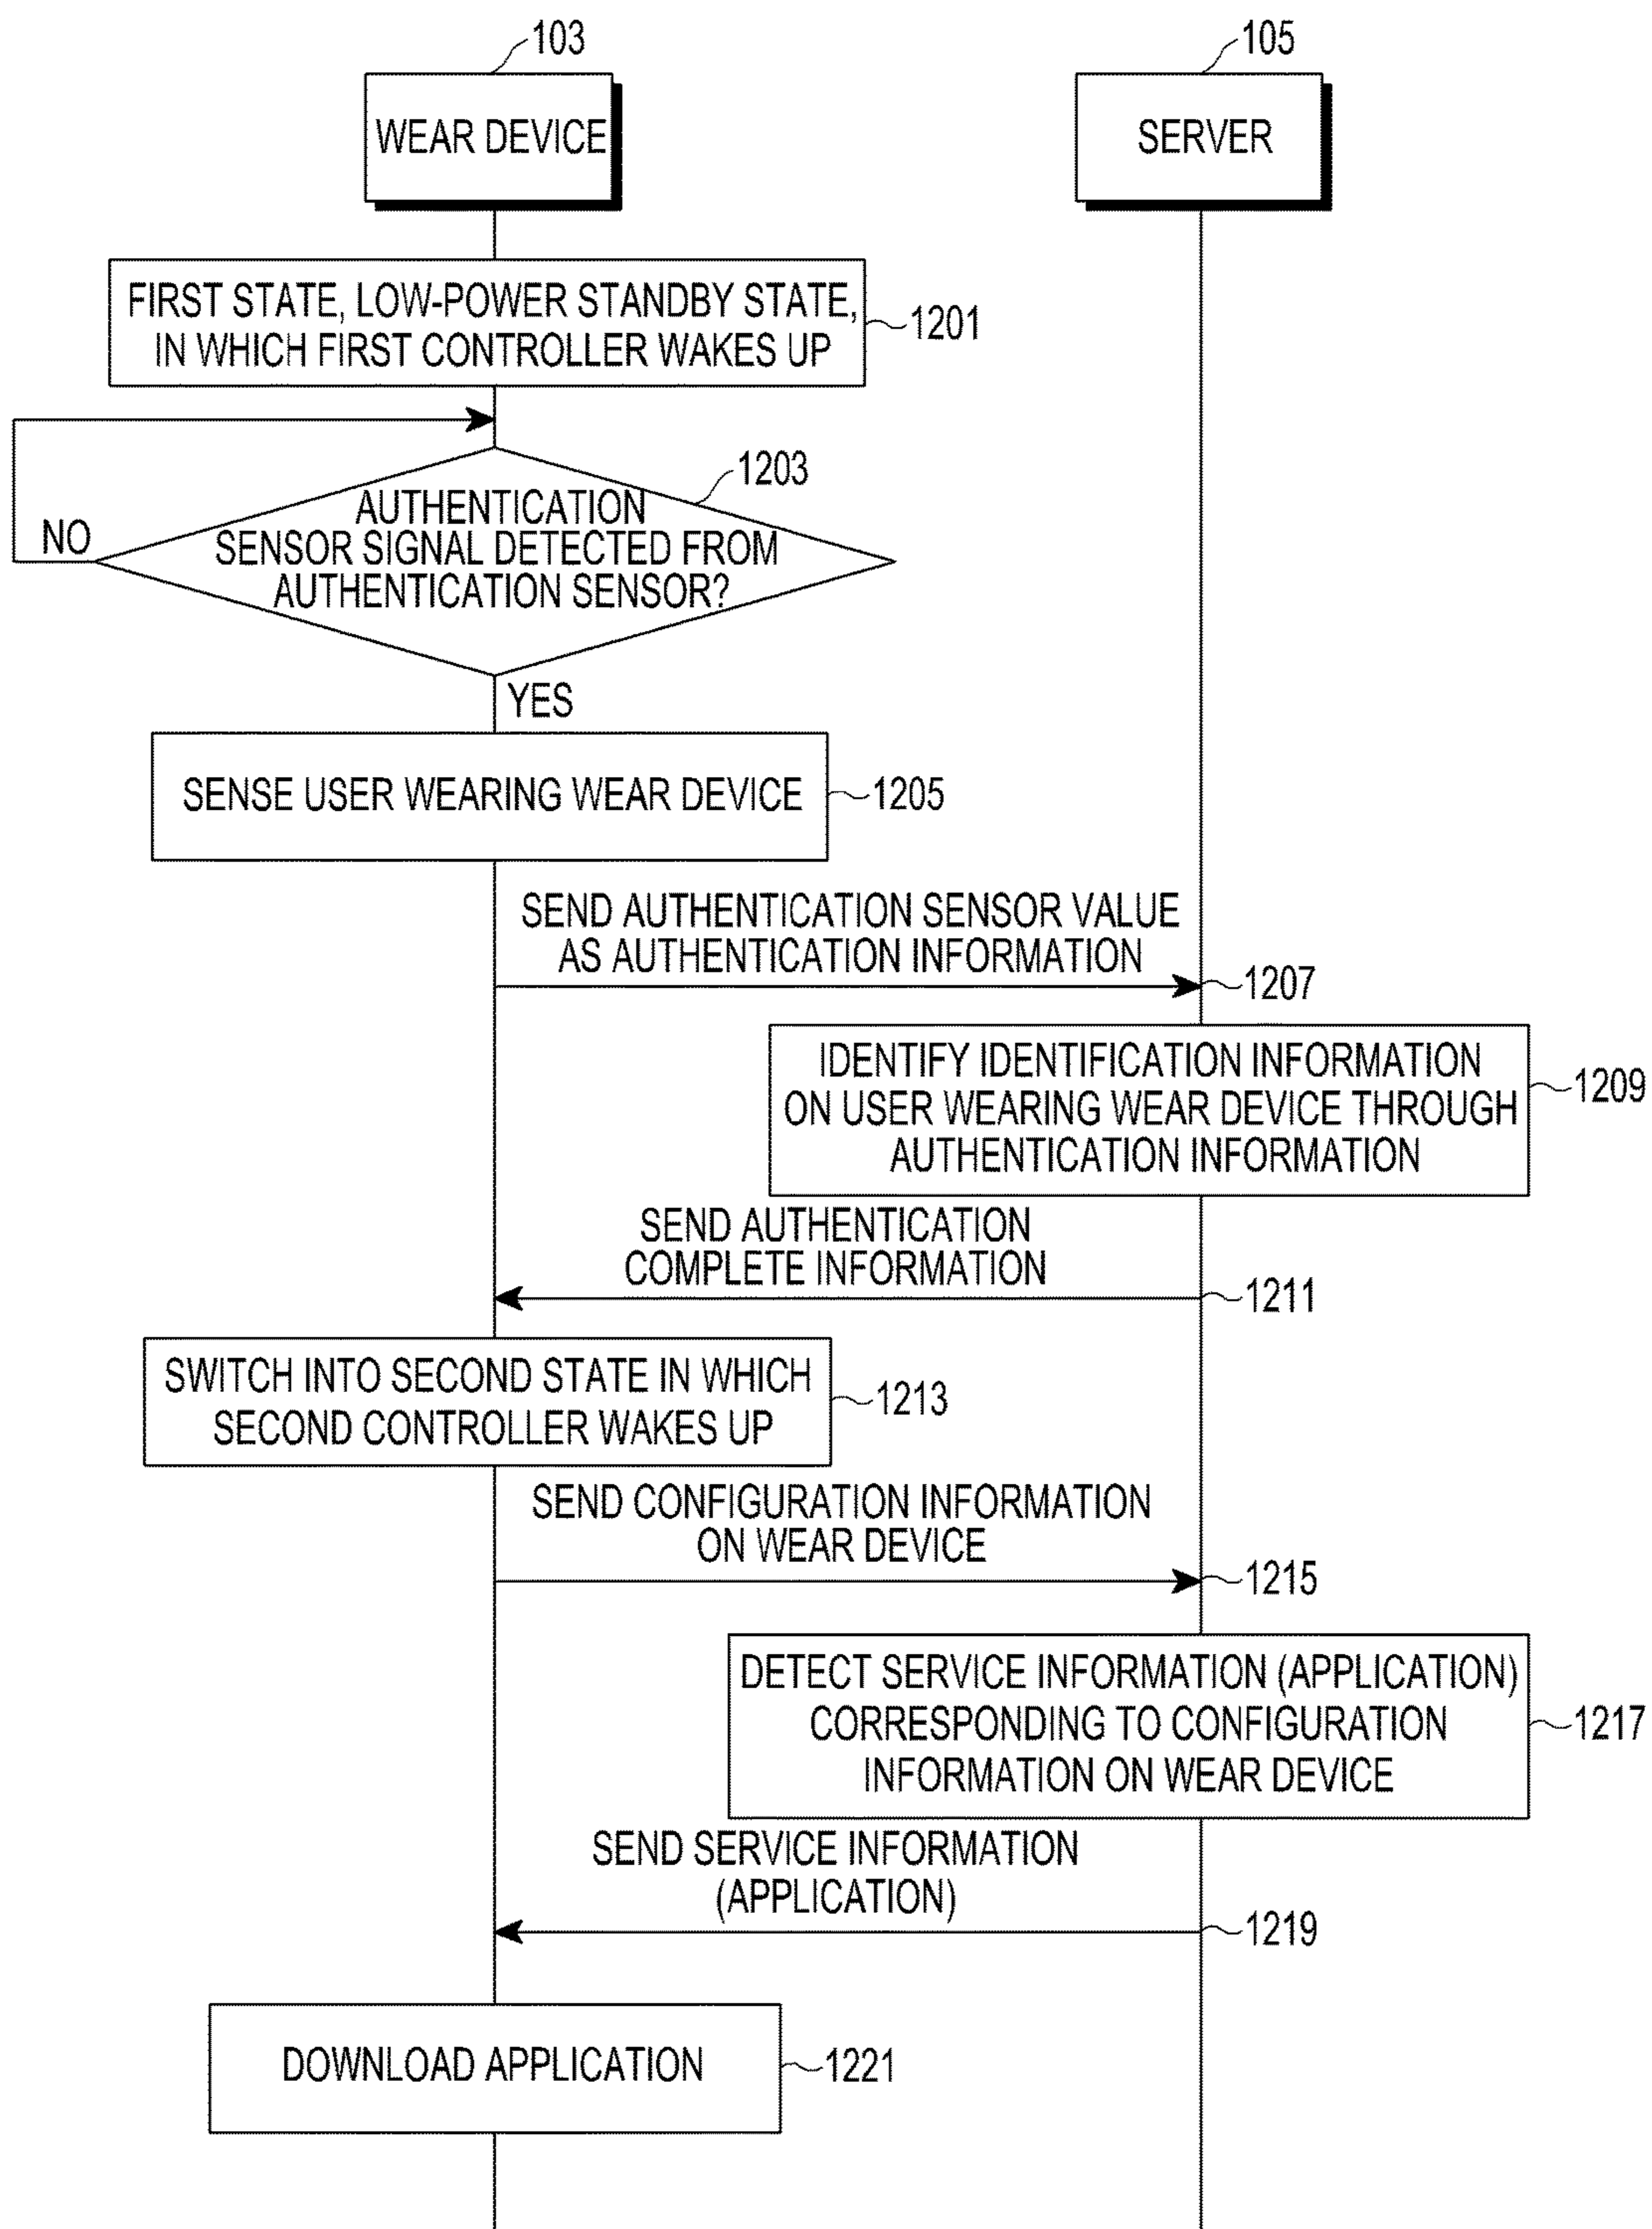 103
105
WEAR DEVICE
SERVER
FIRST STATE, LOW-POWER STANDBY STATE,
IN WHICH FIRST CONTROLLER WAKES UP
1201
1203
AUTHENTICATION
SENSOR SIGNAL DETECTED FROM
AUTHENTICATION SENSOR?
NO
YES
SENSE USER WEARING WEAR DEVICE
1205
SEND AUTHENTICATION SENSOR VALUE
AS AUTHENTICATION INFORMATION
1207
IDENTIFY IDENTIFICATION INFORMATION
ON USER WEARING WEAR DEVICE THROUGH
AUTHENTICATION INFORMATION
1209
SEND AUTHENTICATION
COMPLETE INFORMATION
1211
SWITCH INTO SECOND STATE IN WHICH
SECOND CONTROLLER WAKES UP
1213
SEND CONFIGURATION INFORMATION
ON WEAR DEVICE
1215
DETECT SERVICE INFORMATION (APPLICATION)
CORRESPONDING TO CONFIGURATION
INFORMATION ON WEAR DEVICE
1217
SEND SERVICE INFORMATION
(APPLICATION)
1219
DOWNLOAD APPLICATION
1221